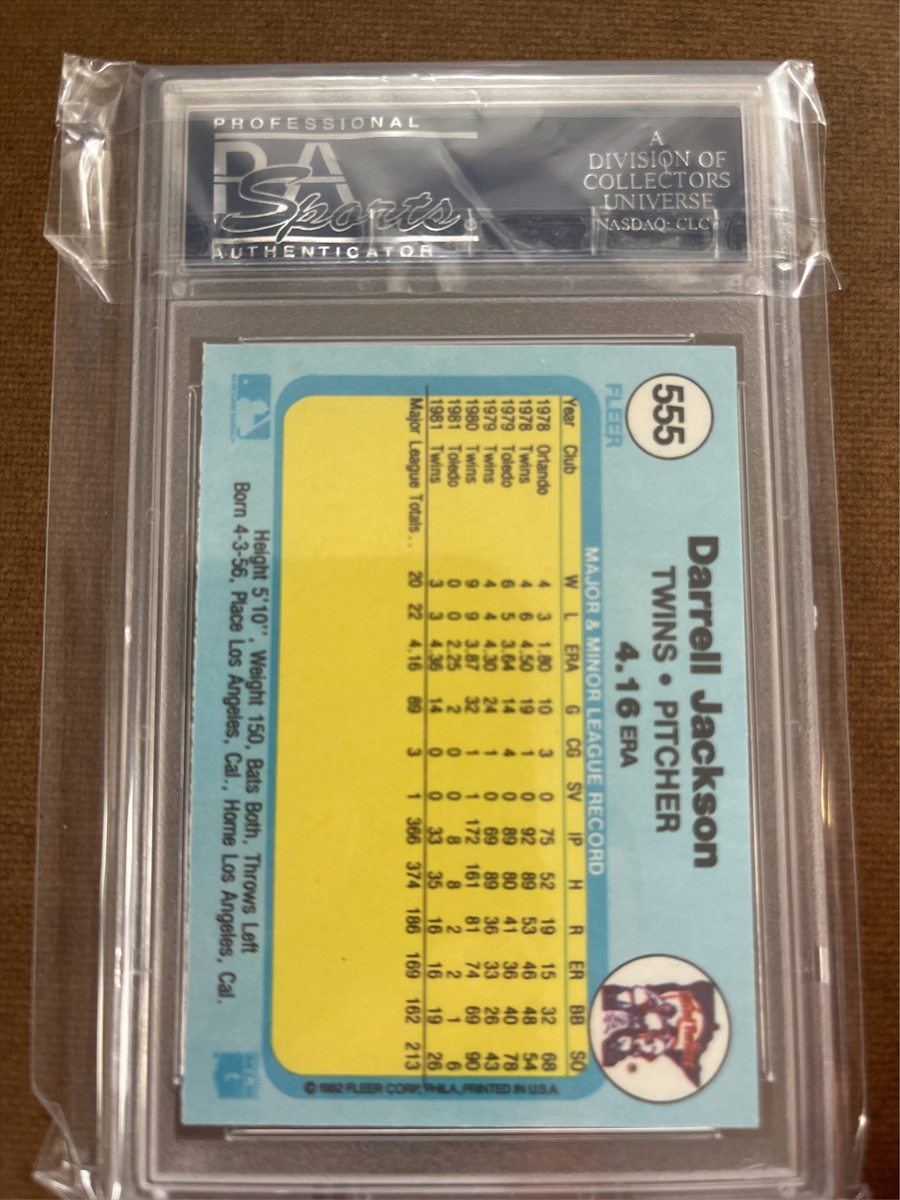 PROFESSIONAL
PSA
Sports
AUTHENTICATOR
A
DIVISION OF
COLLECTORS
UNIVERSE
NASDAQ: CLCT
555
FLEER
Darrell Jackson
TWINS • PITCHER
4.16 ERA
MAJOR & MINOR LEAGUE RECORD
Year Club W L ERA G CG SV IP H R ER BB SO
1978 Orlando 4 3 1.80 10 3 0 75 52 19 15 32 68
1978 Twins 4 6 4.50 19 1 0 92 89 53 46 48 54
1979 Toledo 6 5 3.64 14 4 0 89 80 41 36 40 78
1979 Twins 4 4 4.30 24 1 0 69 89 36 33 26 43
1980 Twins 9 9 3.87 32 1 1 172 161 81 74 69 90
1981 Toledo 0 0 2.25 2 0 0 8 8 2 2 1 6
1981 Twins 3 3 4.36 14 0 0 33 35 16 16 19 26
Major League Totals.. 20 22 4.16 89 3 1 366 374 186 169 162 213
© 1982 FLEER CORP. PHILA. PRINTED IN U.S.A.
Height 5'10", Weight 150, Bats Both, Throws Left
Born 4-3-56, Place Los Angeles, Cal., Home Los Angeles, Cal.